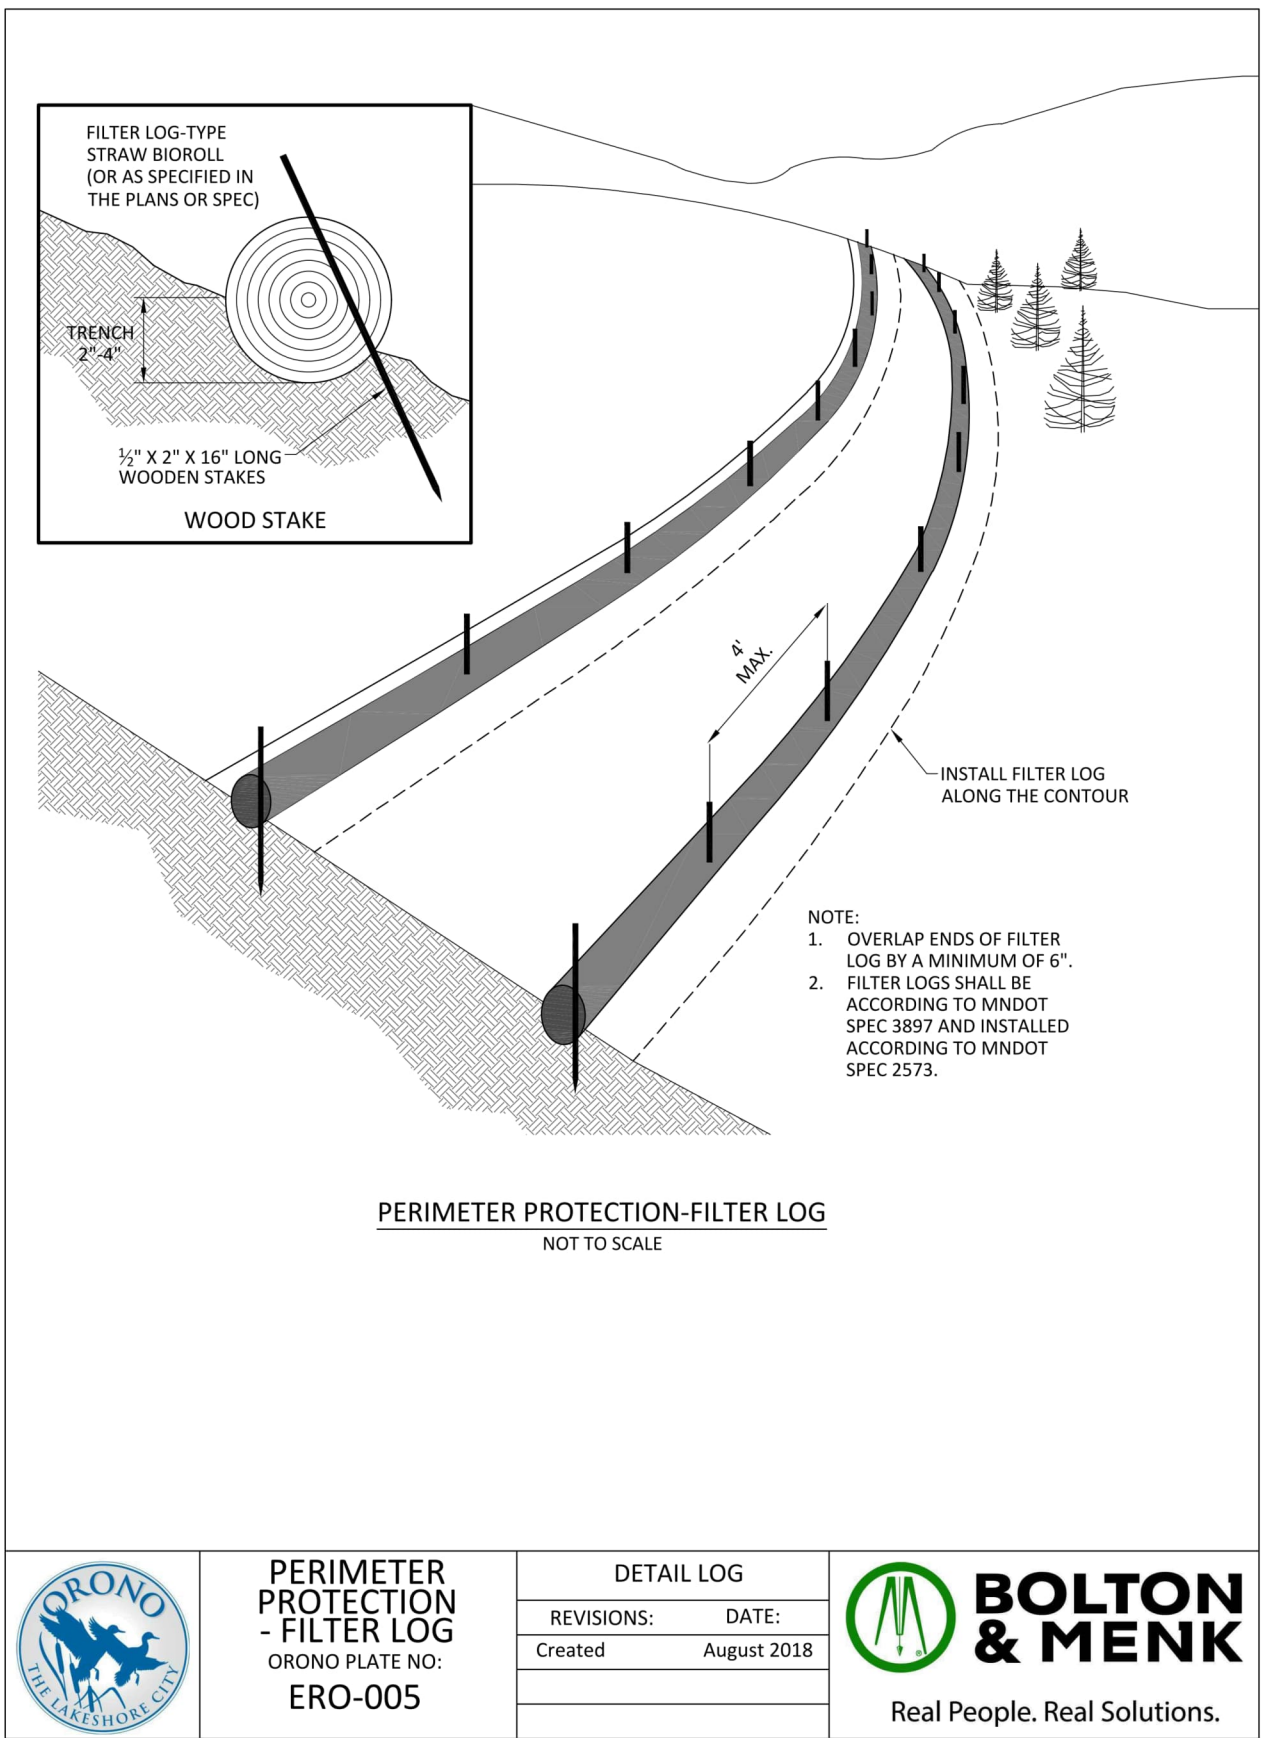 FILTER LOG-TYPE
STRAW BIOROLL
(OR AS SPECIFIED IN
THE PLANS OR SPEC)
TRENCH
2"-4"
½" X 2" X 16" LONG
WOODEN STAKES
WOOD STAKE
4'
MAX.
INSTALL FILTER LOG
ALONG THE CONTOUR
NOTE:
1. OVERLAP ENDS OF FILTER
LOG BY A MINIMUM OF 6".
2. FILTER LOGS SHALL BE
ACCORDING TO MNDOT
SPEC 3897 AND INSTALLED
ACCORDING TO MNDOT
SPEC 2573.
PERIMETER PROTECTION-FILTER LOG
NOT TO SCALE
ORONO
THE LAKESHORE CITY
PERIMETER
PROTECTION
- FILTER LOG
ORONO PLATE NO:
ERO-005
DETAIL LOG
REVISIONS: DATE:
Created August 2018
®
BOLTON
& MENK
Real People. Real Solutions.